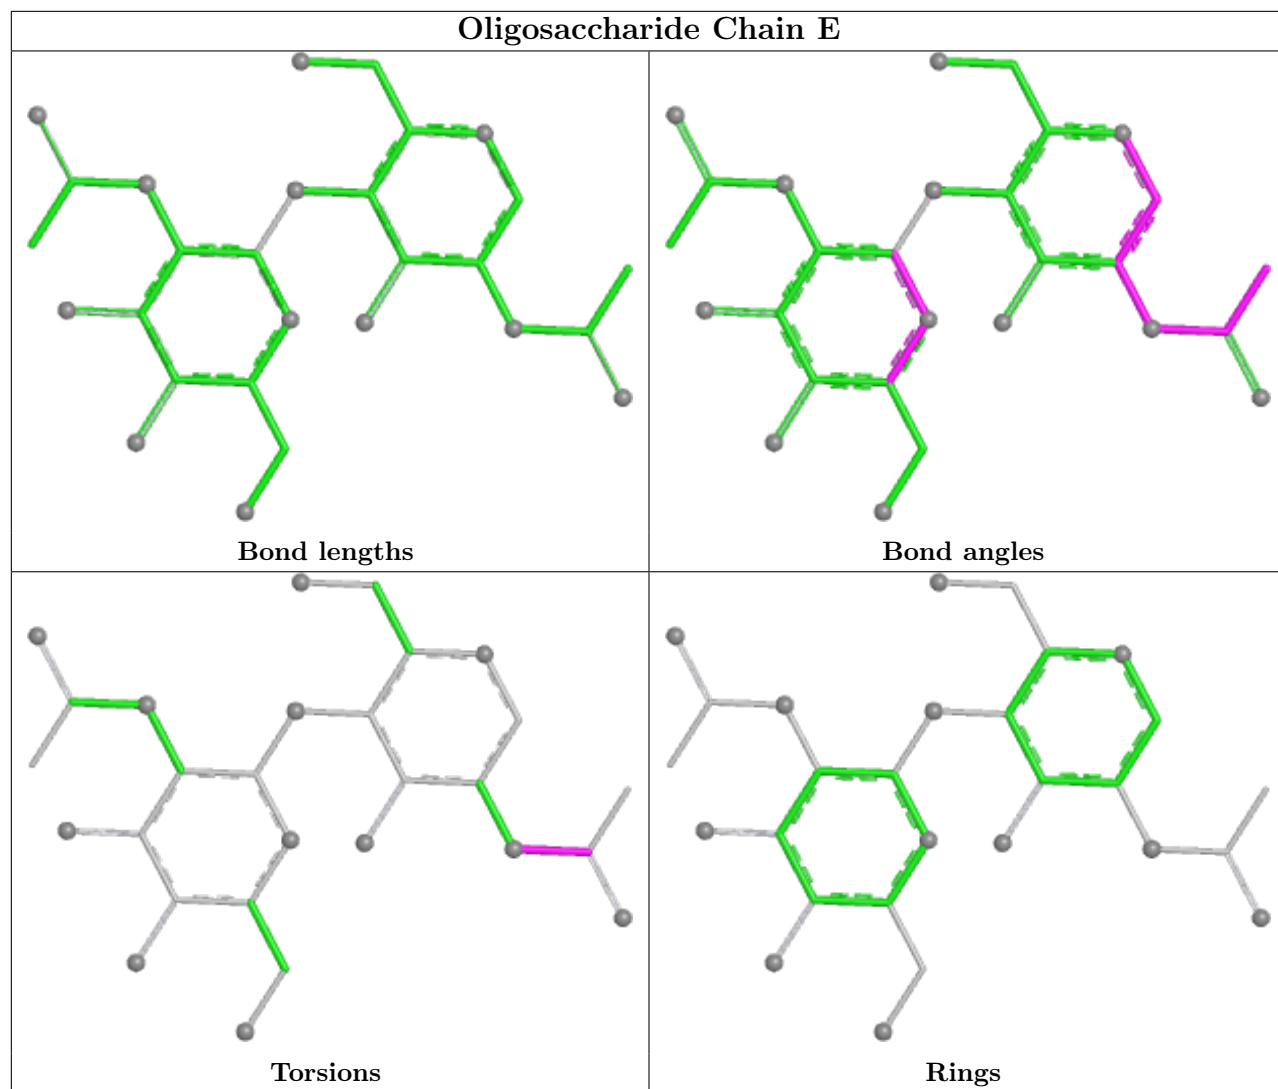 Oligosaccharide Chain E
Bond lengths
Bond angles
Torsions
Rings